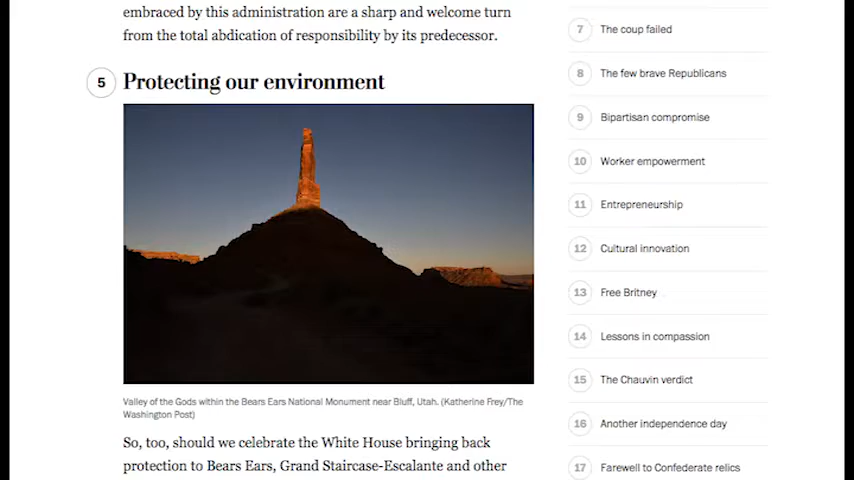 embraced by this administration are a sharp and welcome turn
from the total abdication of responsibility by its predecessor.
5 Protecting our environment
Valley of the Gods within the Bears Ears National Monument near Bluff, Utah. (Katherine Frey/The
Washington Post)
So, too, should we celebrate the White House bringing back
protection to Bears Ears, Grand Staircase-Escalante and other
7 The coup failed
8 The few brave Republicans
9 Bipartisan compromise
10 Worker empowerment
11 Entrepreneurship
12 Cultural innovation
13 Free Britney
14 Lessons in compassion
15 The Chauvin verdict
16 Another independence day
17 Farewell to Confederate relics